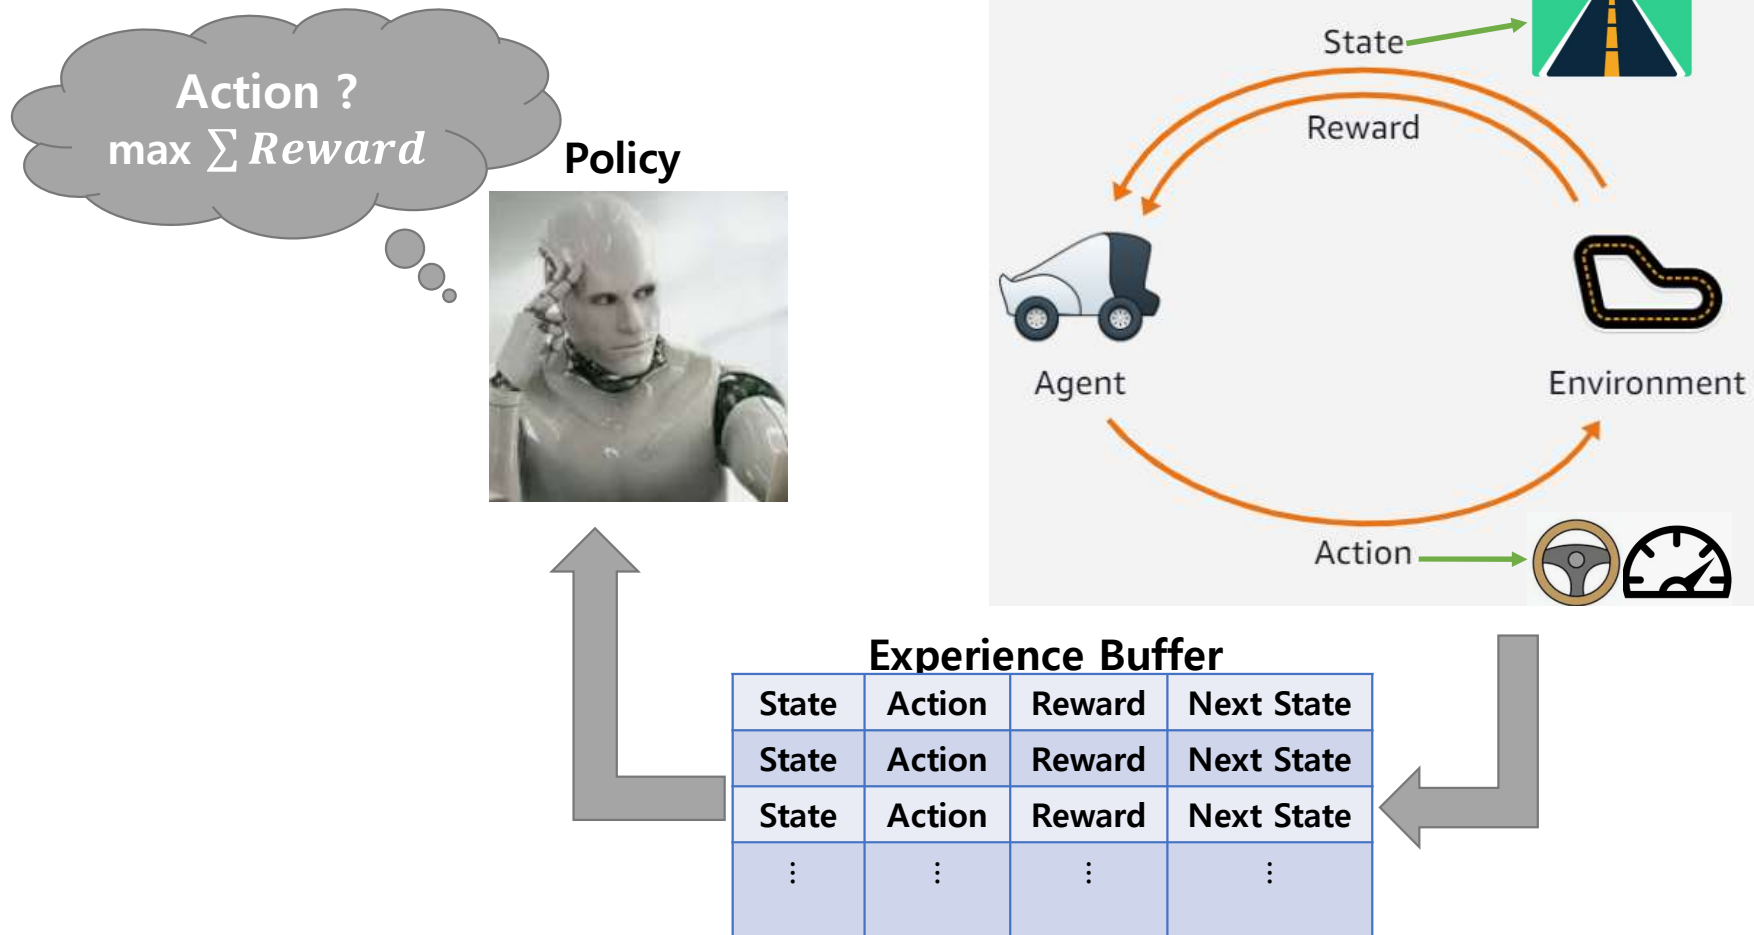 Action ?
max ∑ Reward
Policy
State
Reward
Agent
Environment
Action
Experience Buffer
State Action Reward Next State
State Action Reward Next State
State Action Reward Next State
⋮ ⋮ ⋮ ⋮